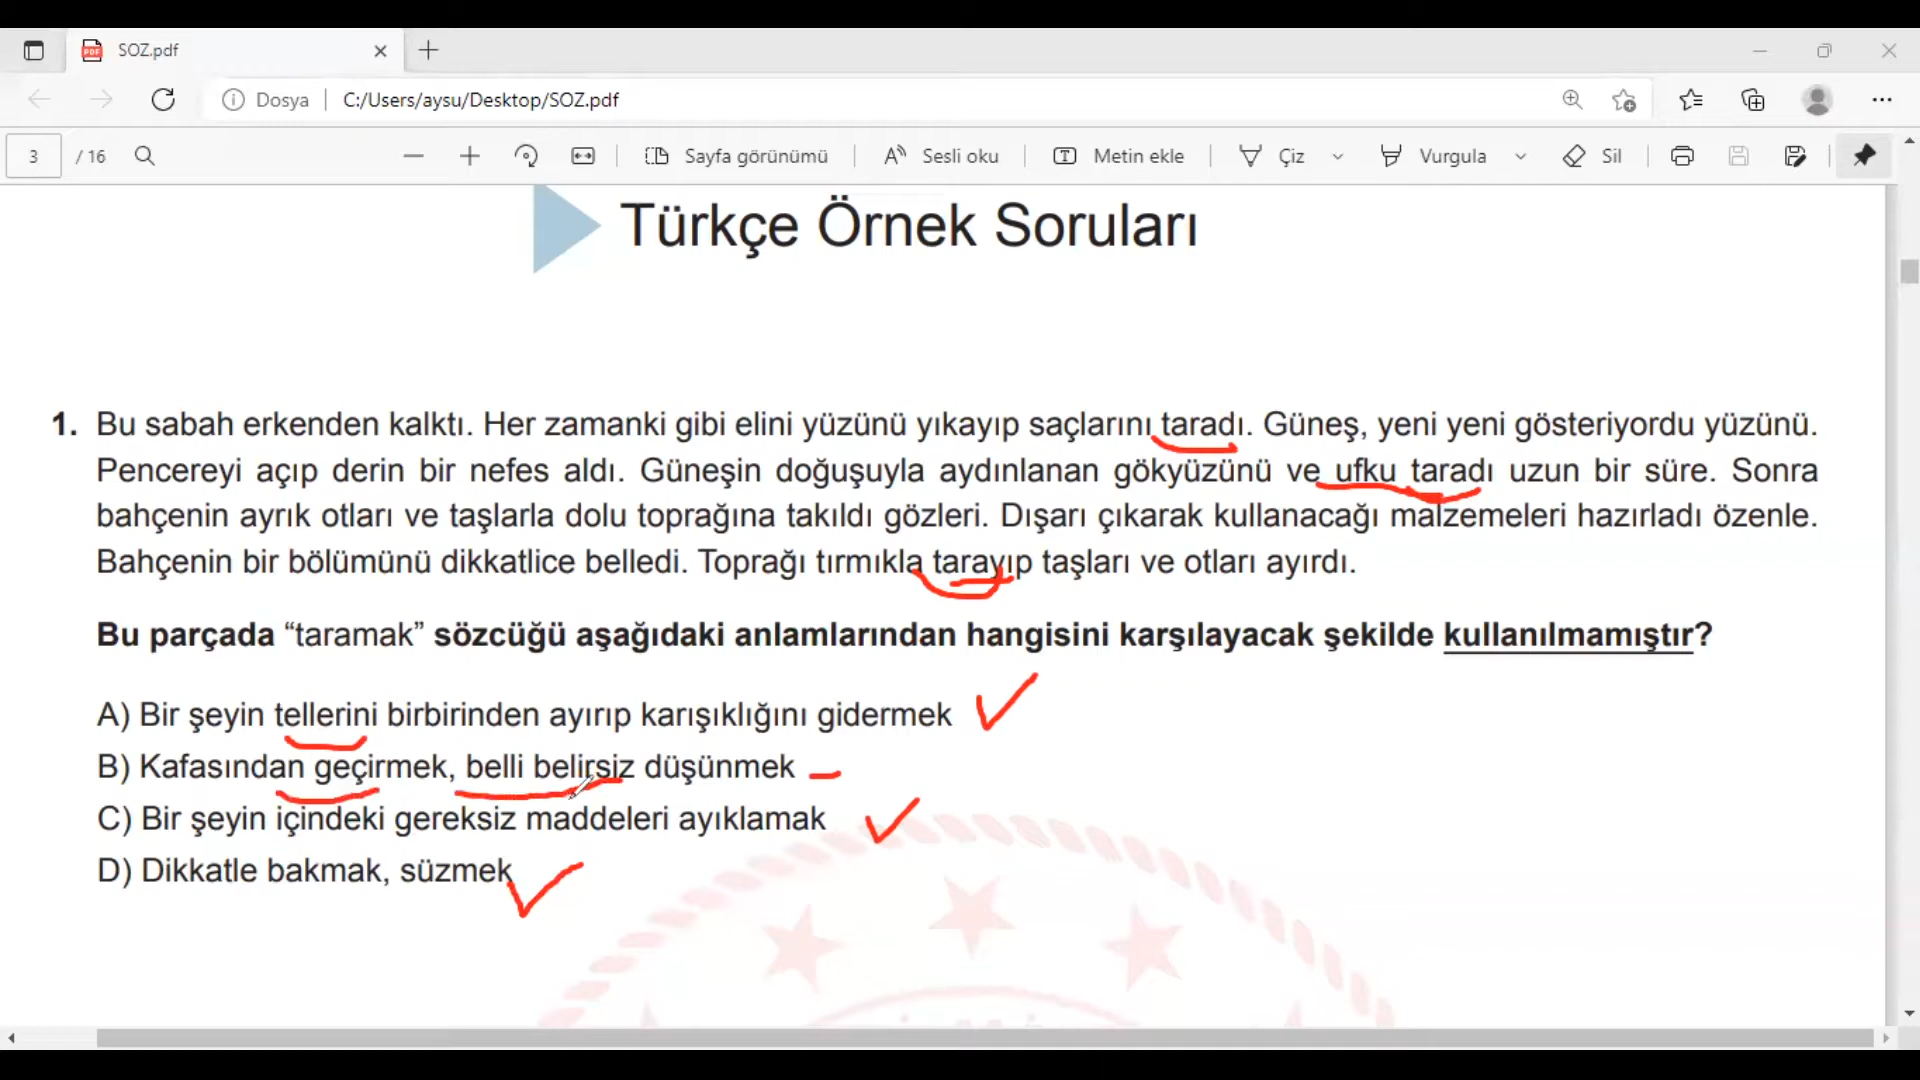 SOZ.pdf
Dosya C:/Users/aysu/Desktop/SOZ.pdf
3 / 16 Sayfa görünümü Sesli oku Metin ekle Çiz Vurgula Sil
Türkçe Örnek Soruları
1. Bu sabah erkenden kalktı. Her zamanki gibi elini yüzünü yıkayıp saçlarını taradı. Güneş, yeni yeni gösteriyordu yüzünü.
Pencereyi açıp derin bir nefes aldı. Güneşin doğuşuyla aydınlanan gökyüzünü ve ufku taradı uzun bir süre. Sonra
bahçenin ayrık otları ve taşlarla dolu toprağına takıldı gözleri. Dışarı çıkarak kullanacağı malzemeleri hazırladı özenle.
Bahçenin bir bölümünü dikkatlice belledi. Toprağı tırmıkla tarayıp taşları ve otları ayırdı.
Bu parçada “taramak” sözcüğü aşağıdaki anlamlarından hangisini karşılayacak şekilde kullanılmamıştır?
A) Bir şeyin tellerini birbirinden ayırıp karışıklığını gidermek
B) Kafasından geçirmek, belli belirsiz düşünmek
C) Bir şeyin içindeki gereksiz maddeleri ayıklamak
D) Dikkatle bakmak, süzmek